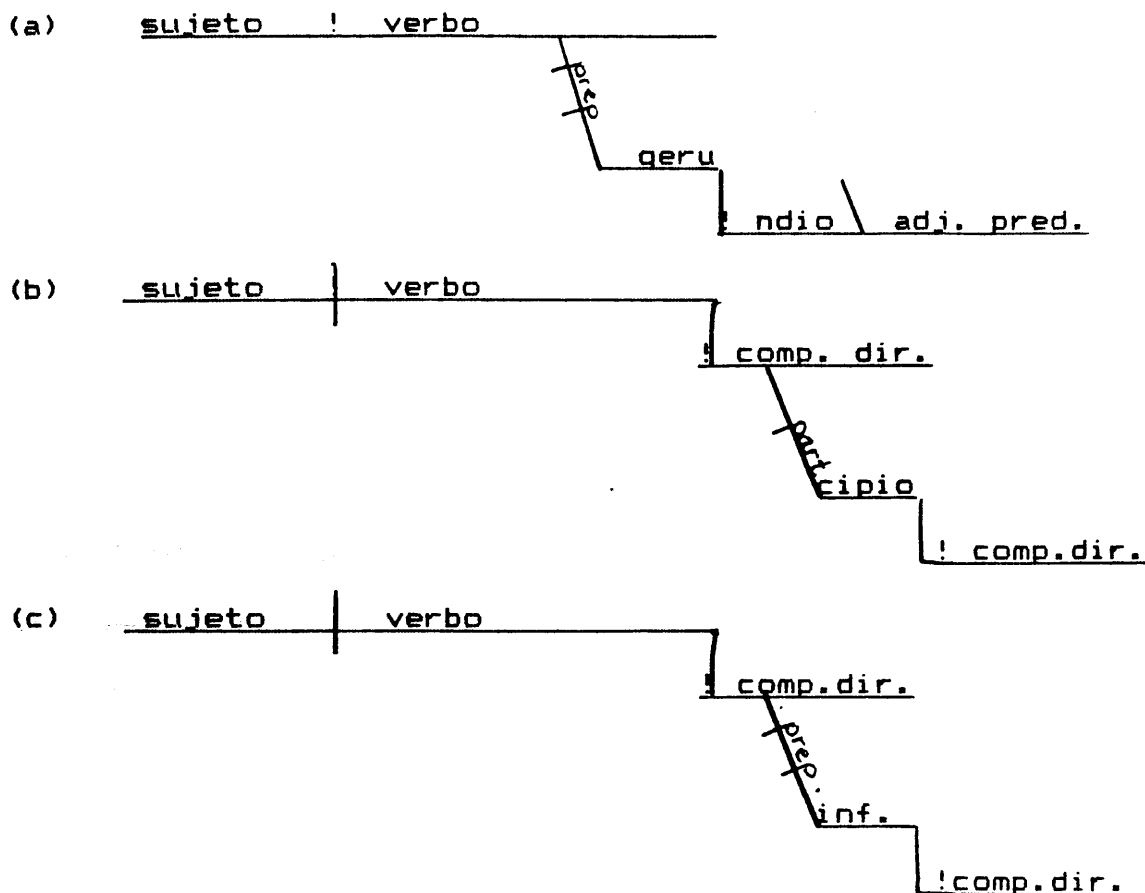 (a) sujeto ! verbo
prep
geru
! ndio adj. pred.
(b) sujeto verbo
! comp. dir.
part.
cipio
! comp.dir.
(c) sujeto verbo
! comp.dir.
prep.
inf.
!comp.dir.